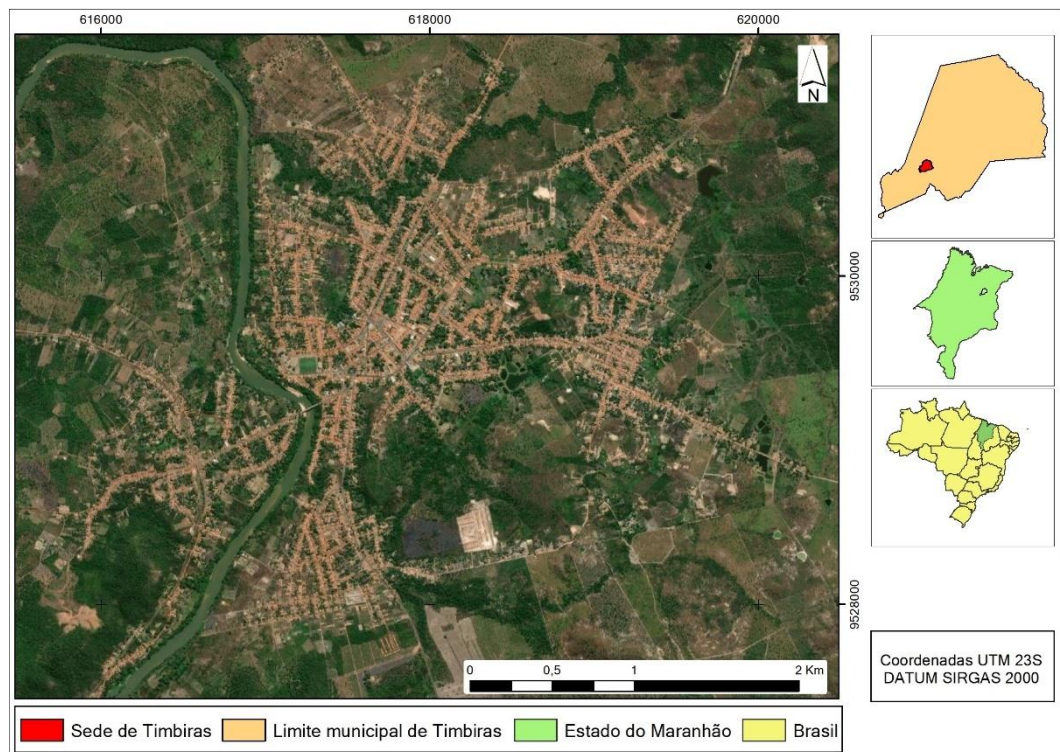 616000
618000
620000
N
9530000
9528000
0
0,5
1
2 Km
Coordenadas UTM 23S
DATUM SIRGAS 2000
Sede de Timbiras
Limite municipal de Timbiras
Estado do Maranhão
Brasil